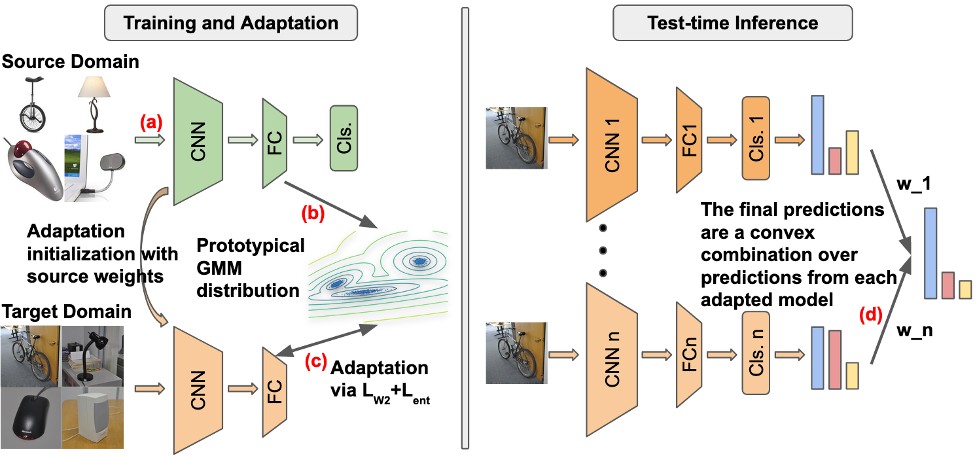 Training and Adaptation
Source Domain
(a)
CNN
FC
Cls.
(b)
Adaptation
initialization with
source weights
Prototypical
GMM
distribution
Target Domain
CNN
FC
(c)
Adaptation
via L_W2+L_ent
Test-time Inference
CNN 1
FC1
Cls. 1
w_1
The final predictions
are a convex
combination over
predictions from each
adapted model
(d)
w_n
CNN n
FCn
Cls. n